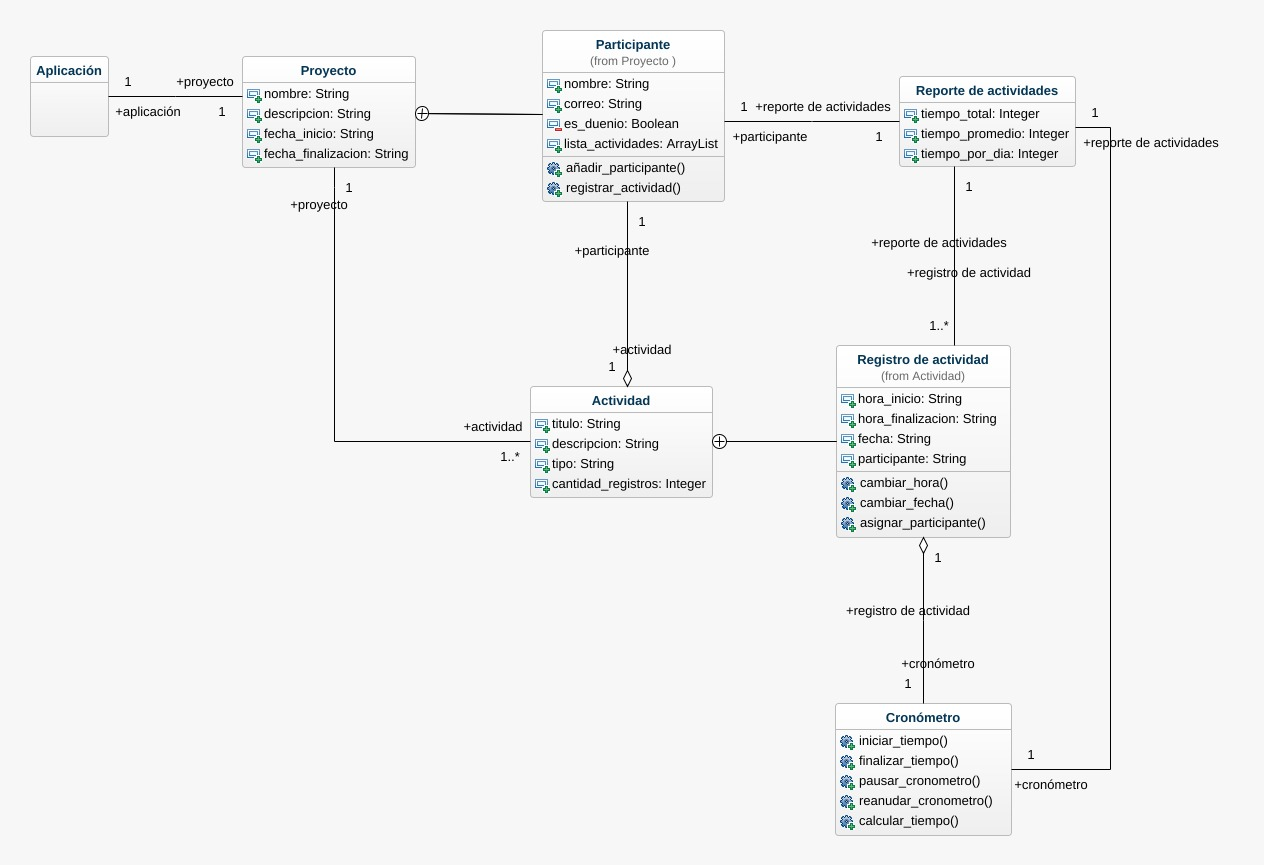 Aplicación
1
+proyecto
+aplicación
1
Proyecto
nombre: String
descripcion: String
fecha_inicio: String
fecha_finalizacion: String
1
+proyecto
Participante
(from Proyecto )
nombre: String
correo: String
es_duenio: Boolean
lista_actividades: ArrayList
añadir_participante()
registrar_actividad()
1
+participante
+actividad
1
1 +reporte de actividades
+participante
1
Reporte de actividades
tiempo_total: Integer
tiempo_promedio: Integer
tiempo_por_dia: Integer
1
+reporte de actividades
1
+reporte de actividades
+registro de actividad
1..*
Actividad
titulo: String
descripcion: String
tipo: String
cantidad_registros: Integer
+actividad
1..*
Registro de actividad
(from Actividad)
hora_inicio: String
hora_finalizacion: String
fecha: String
participante: String
cambiar_hora()
cambiar_fecha()
asignar_participante()
1
+registro de actividad
+cronómetro
1
Cronómetro
iniciar_tiempo()
finalizar_tiempo()
pausar_cronometro()
reanudar_cronometro()
calcular_tiempo()
1
+cronómetro